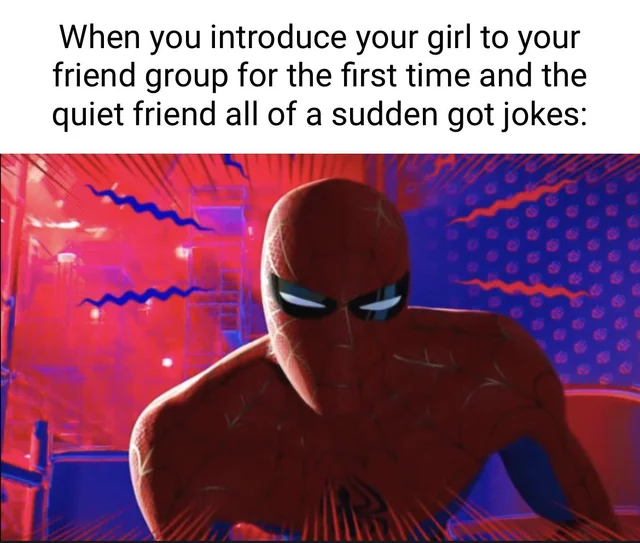 When you introduce your girl to your
friend group for the first time and the
quiet friend all of a sudden got jokes: